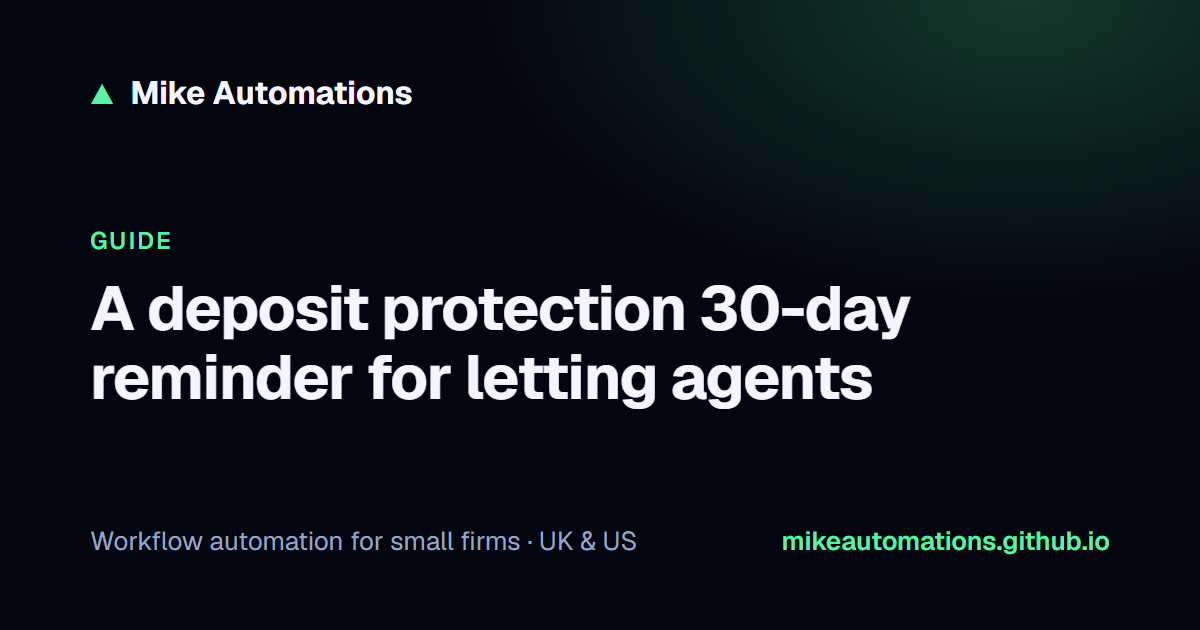 Mike Automations
GUIDE
A deposit protection 30-day
reminder for letting agents
Workflow automation for small firms · UK & US
mikeautomations.github.io